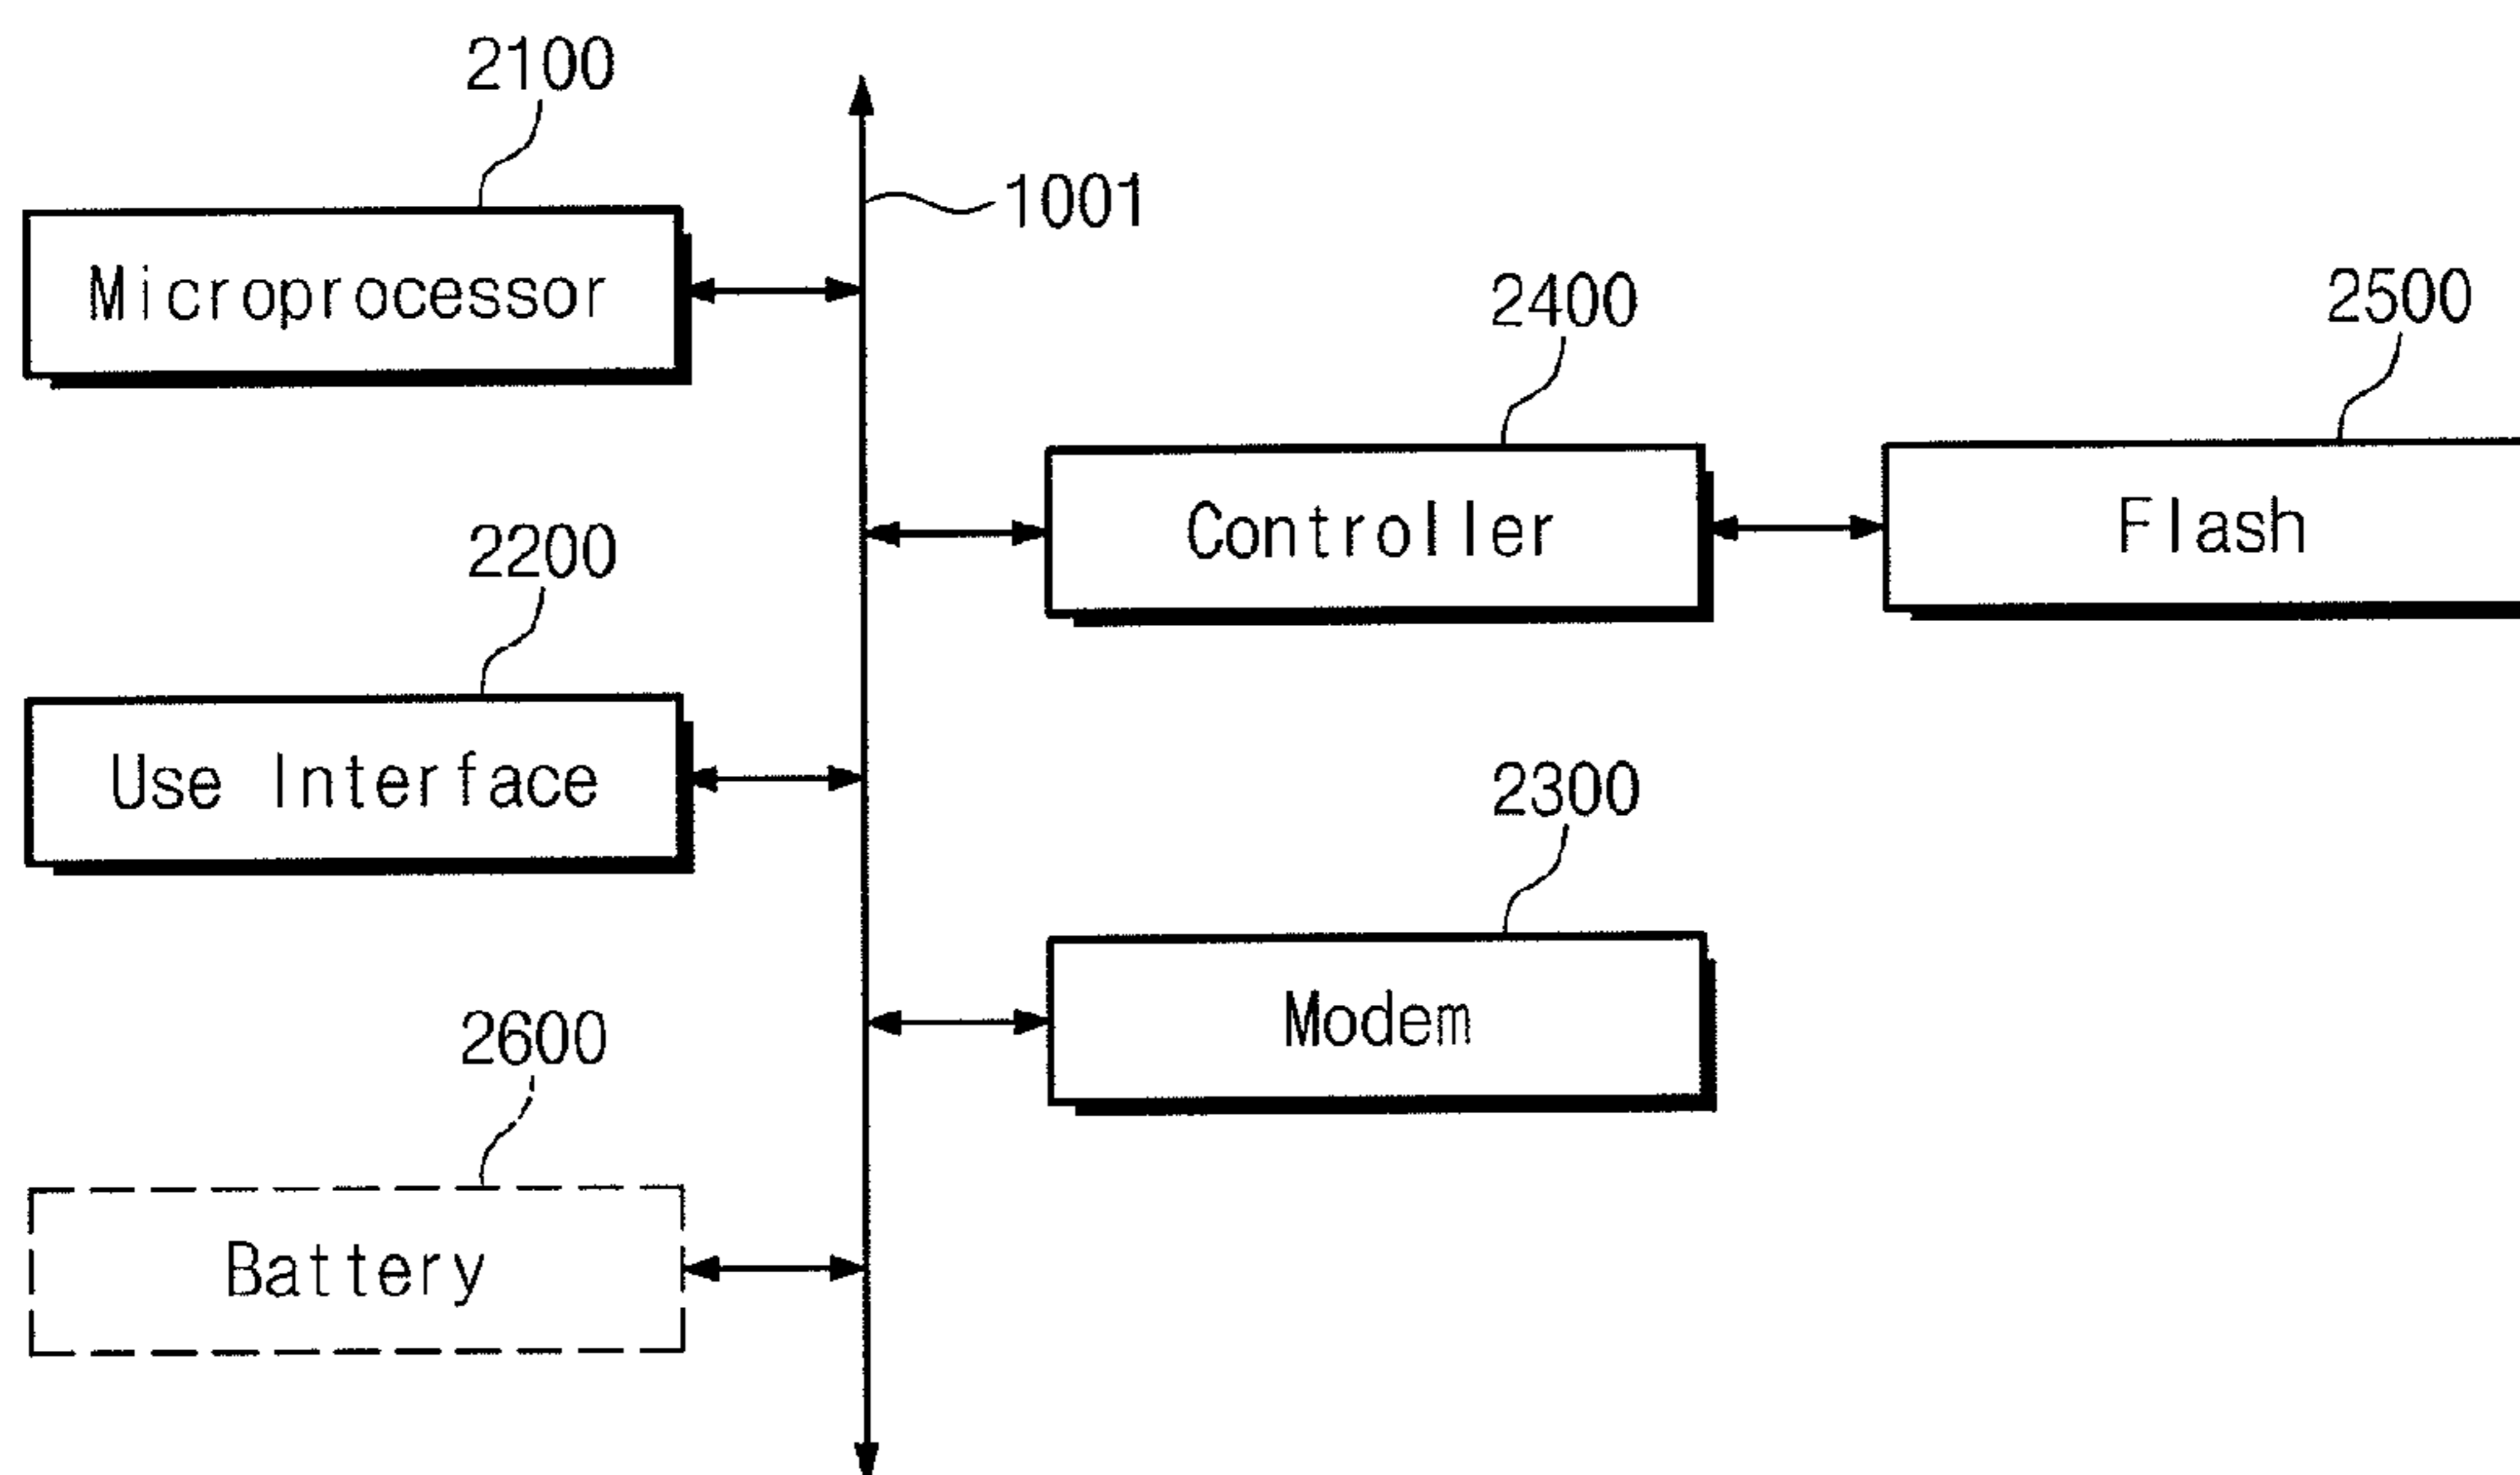 2100
1001
Microprocessor
2400
2500
Controller
Flash
2200
Use Interface
2300
Modem
2600
Battery